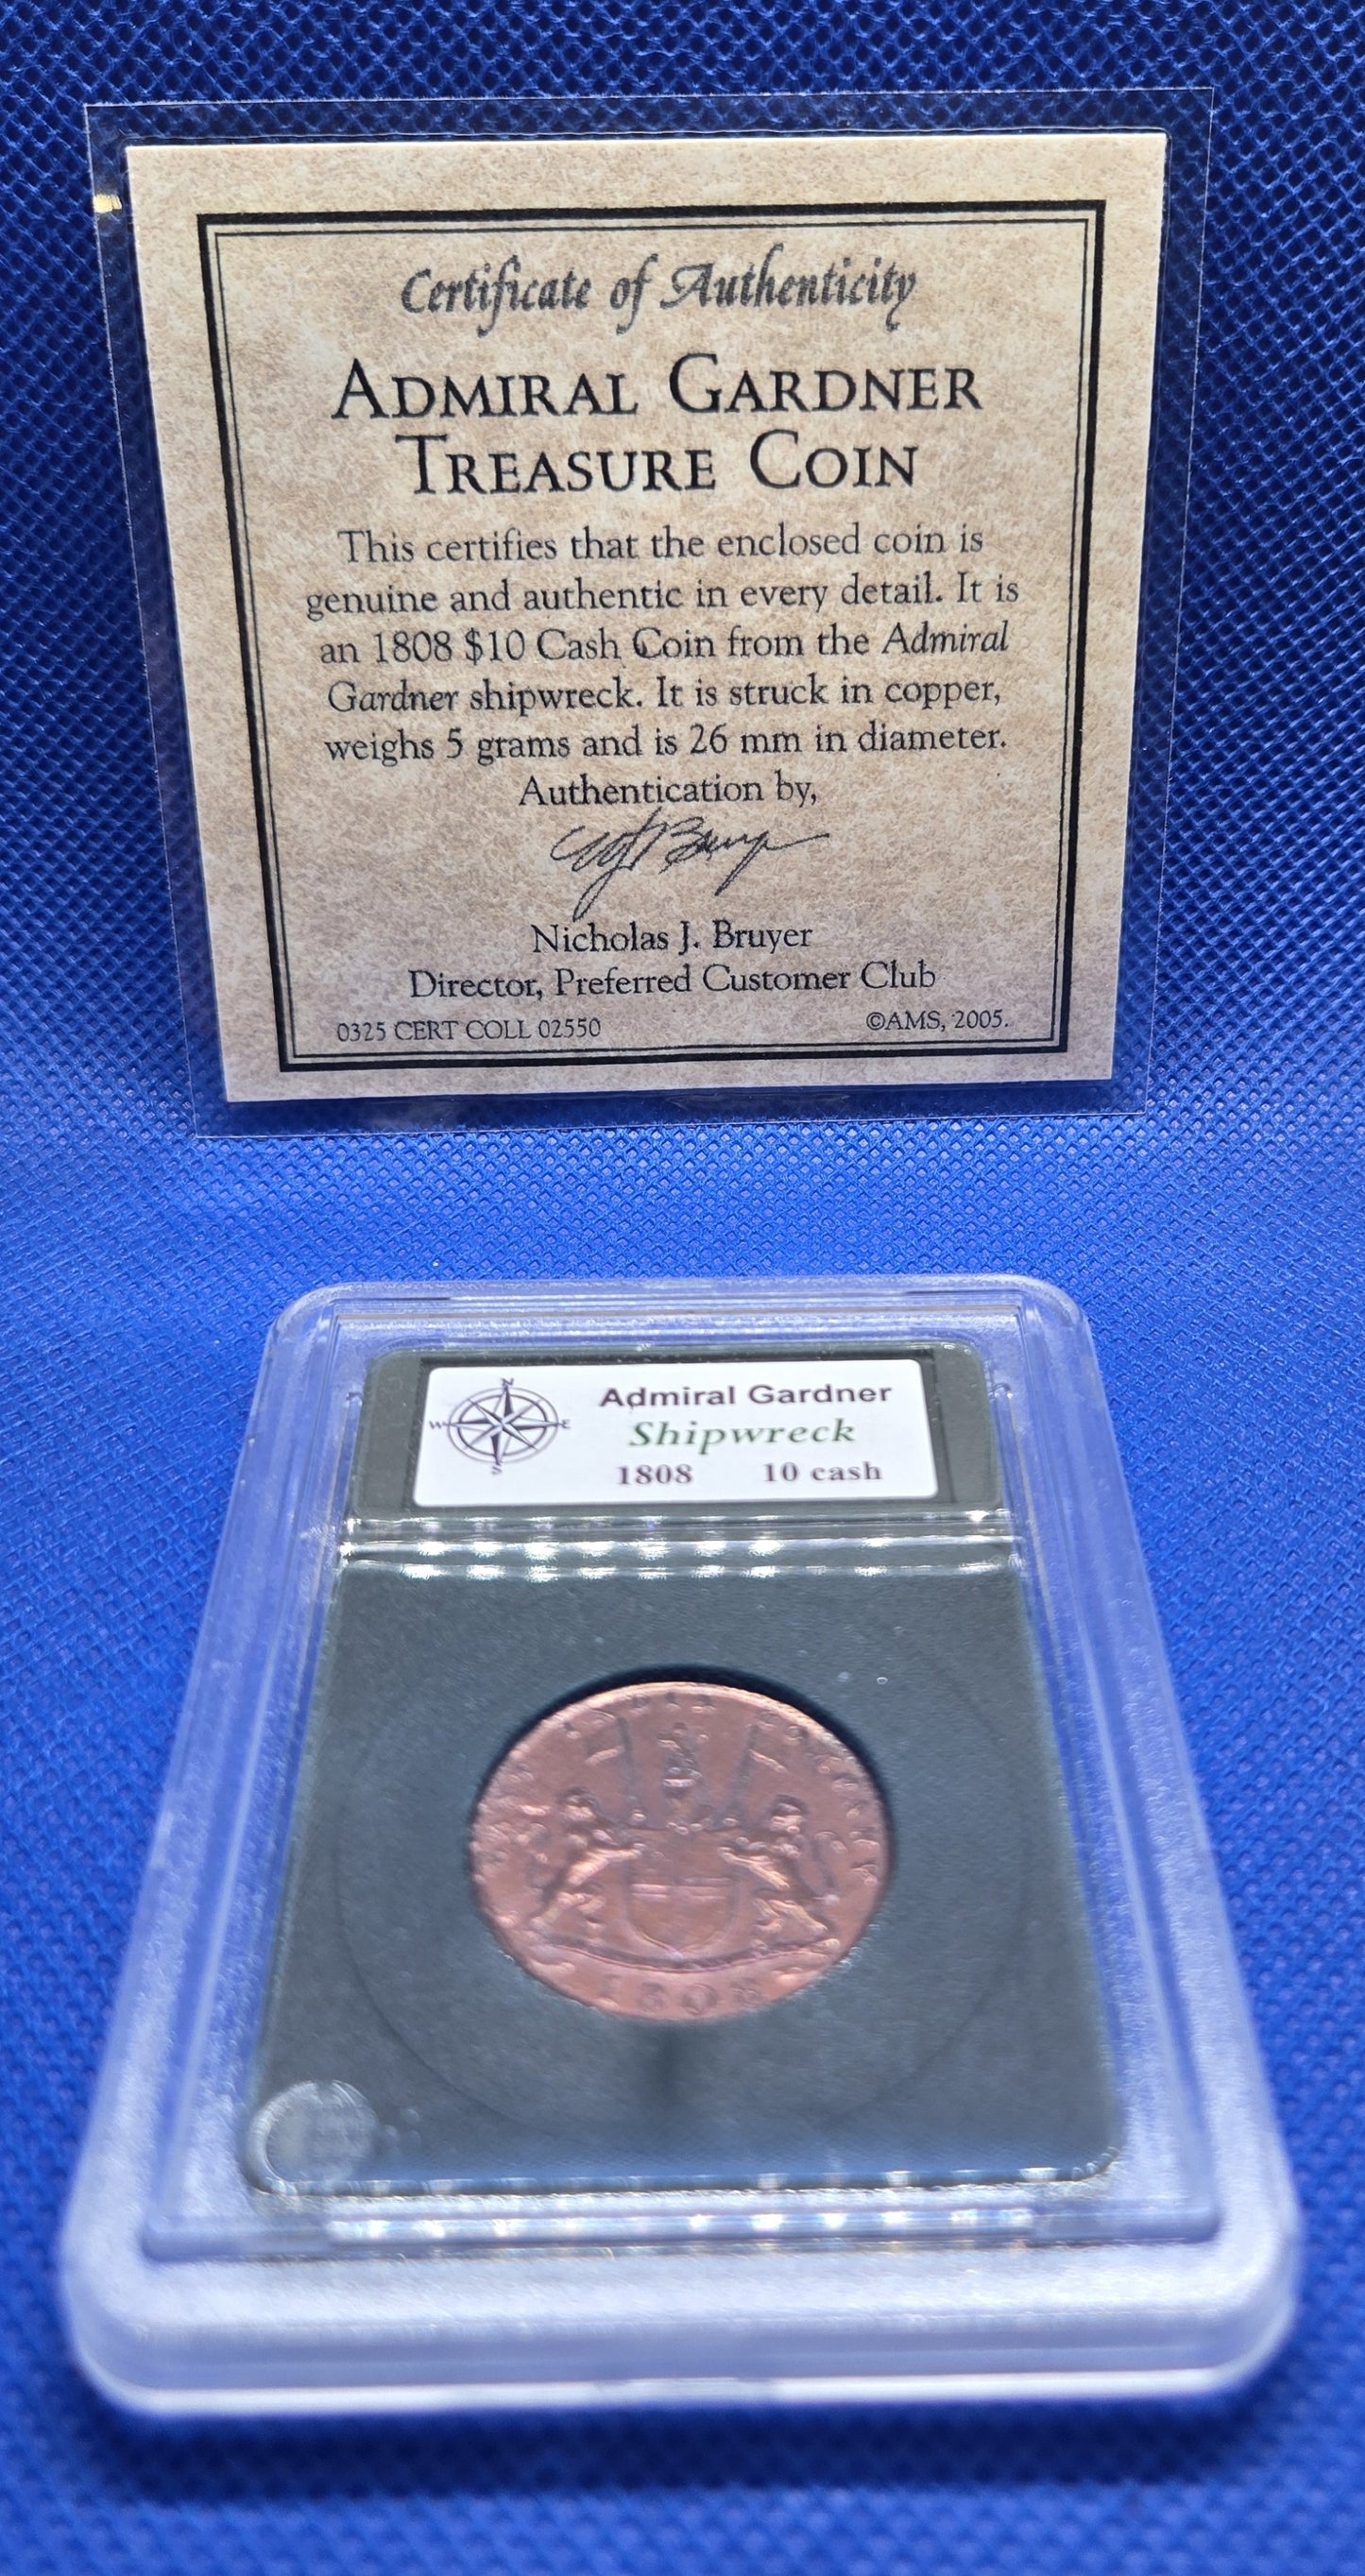 Certificate of Authenticity
ADMIRAL GARDNER
TREASURE COIN
This certifies that the enclosed coin is
genuine and authentic in every detail. It is
an 1808 $10 Cash Coin from the Admiral
Gardner shipwreck. It is struck in copper,
weighs 5 grams and is 26 mm in diameter.
Authentication by,
Nicholas J. Bruyer
Director, Preferred Customer Club
0325 CERT COLL 02550 ©AMS, 2005.
N
W E
S
Admiral Gardner
Shipwreck
1808 10 cash
1808